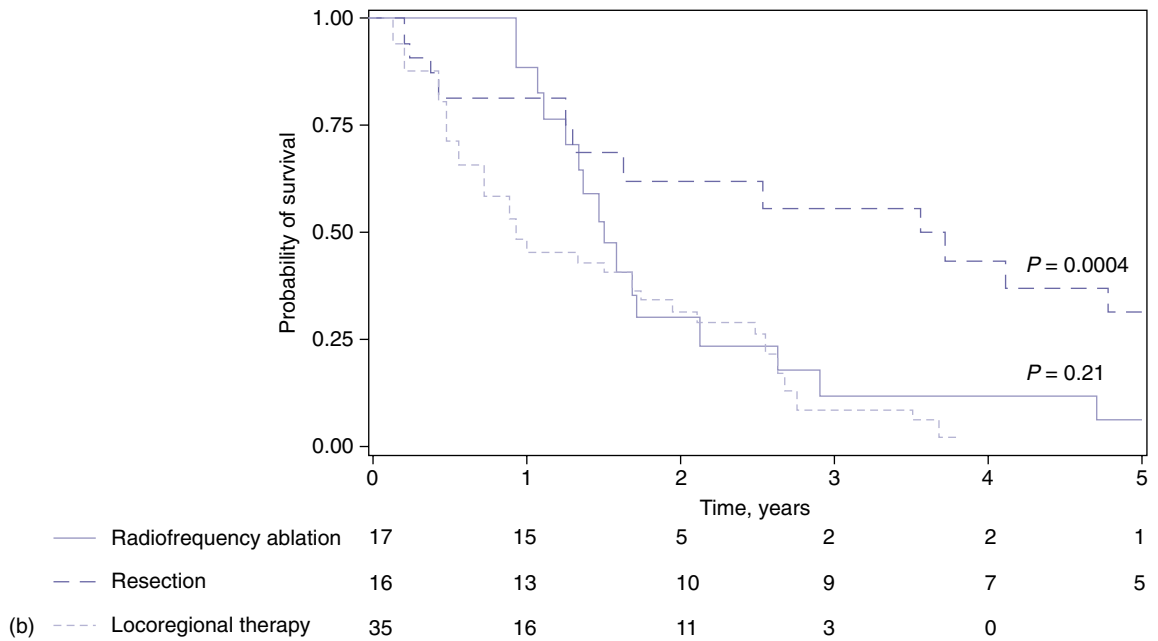 1.00
0.75
0.50
0.25
0.00
Probability of survival
P = 0.0004
P = 0.21
0 1 2 3 4 5
Time, years
Radiofrequency ablation 17 15 5 2 2 1
Resection 16 13 10 9 7 5
(b) Locoregional therapy 35 16 11 3 0